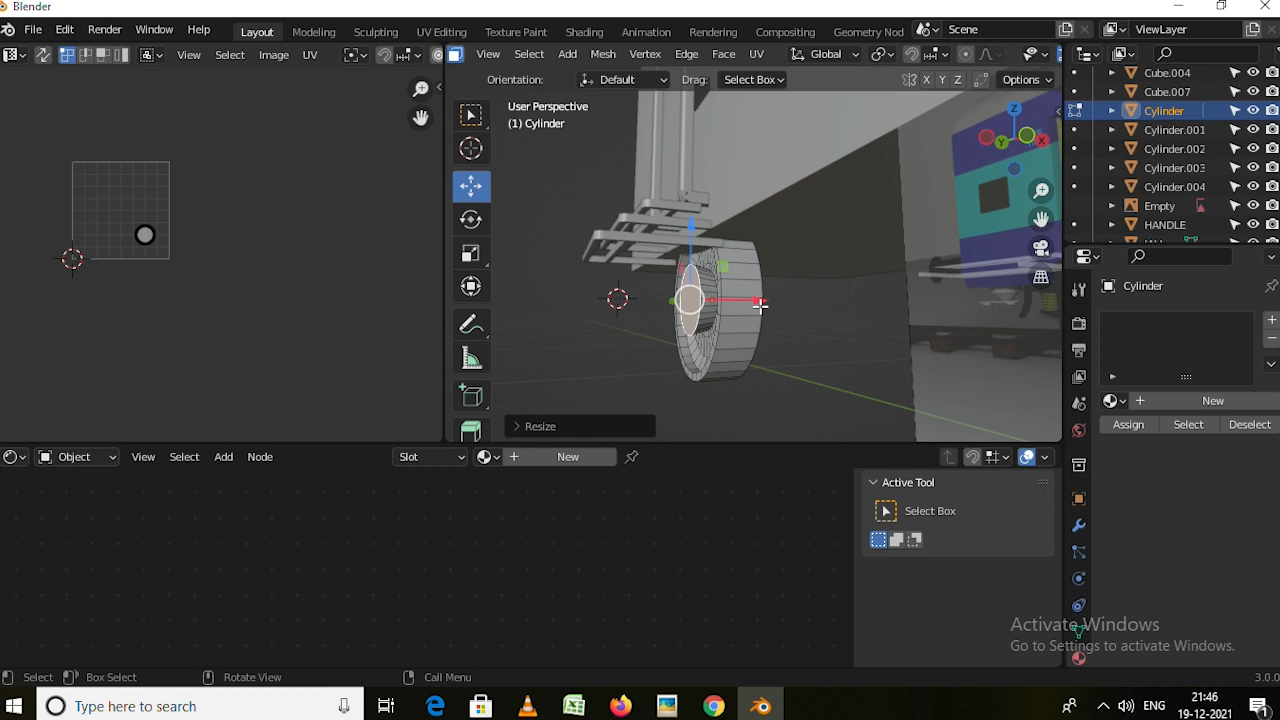 Blender
File Edit Render Window Help Layout Modeling Sculpting UV Editing Texture Paint Shading Animation Rendering Compositing Geometry Nod Scene ViewLayer
View Select Image UV View Select Add Mesh Vertex Edge Face UV Global
Orientation: Default Drag: Select Box X Y Z Options
User Perspective
(1) Cylinder
Z
Y X
Cube.004
Cube.007
Cylinder
Cylinder.001
Cylinder.002
Cylinder.003
Cylinder.004
Empty
HANDLE
Cylinder
New
Assign Select Deselect
Resize
Object View Select Add Node Slot New
Active Tool
Select Box
Activate Windows
Go to Settings to activate Windows.
Select Box Select Rotate View Call Menu 3.0.0
Type here to search
ENG 21:46
19-12-2021
1